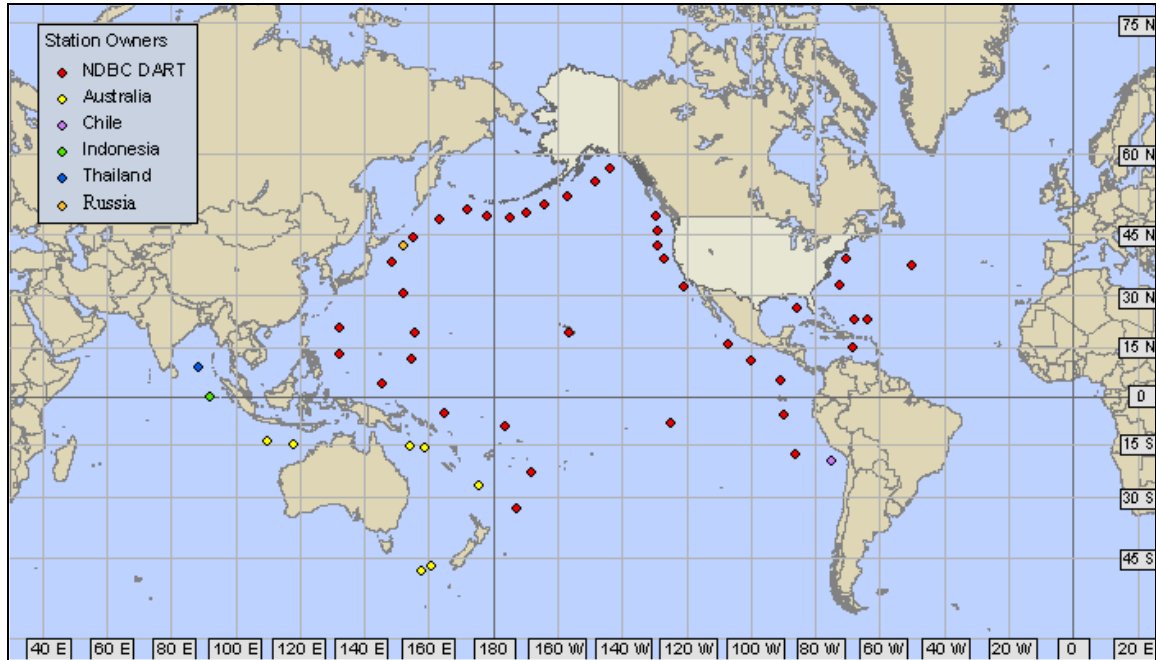 Station Owners
NDBC DART
Australia
Chile
Indonesia
Thailand
Russia
75 N
60 N
45 N
30 N
15 N
0
15 S
30 S
45 S
40 E
60 E
80 E
100 E
120 E
140 E
160 E
180
160 W
140 W
120 W
100 W
80 W
60 W
40 W
20 W
0
20 E